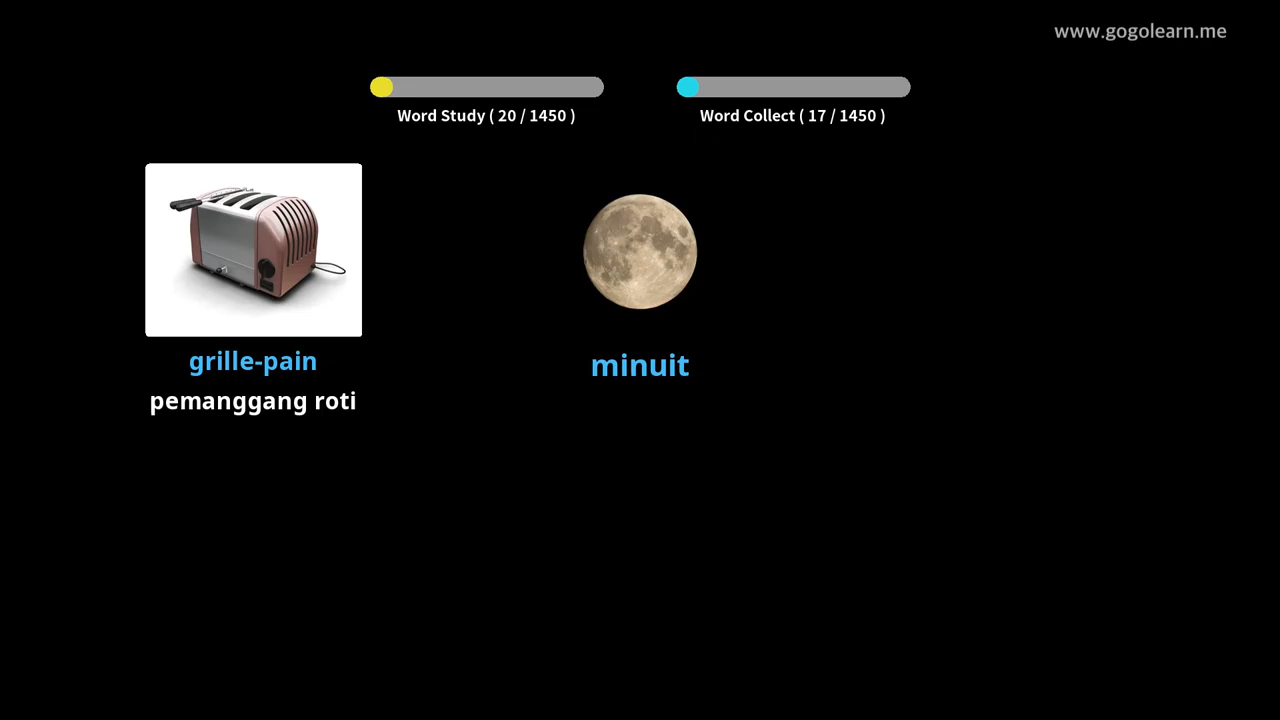 www.gogolearn.me
Word Study ( 20 / 1450 )
Word Collect ( 17 / 1450 )
grille-pain
pemanggang roti
minuit